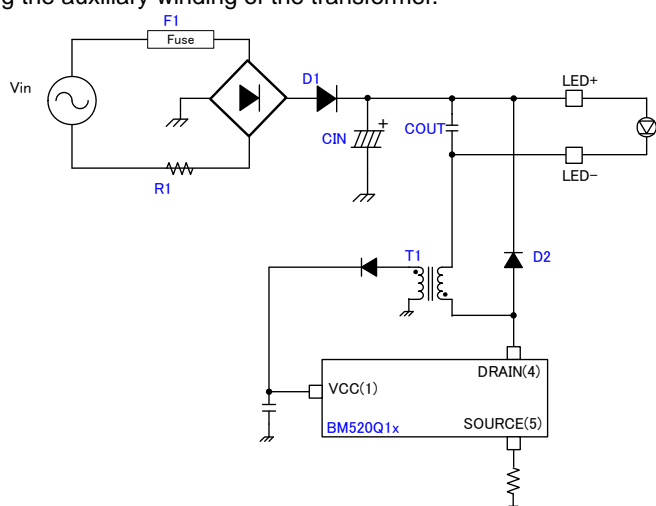 g the auxiliary winding of the transformer.
F1
Fuse
Vin
D1
LED+
CIN
+
COUT
LED−
R1
T1
D2
DRAIN(4)
VCC(1)
SOURCE(5)
BM520Q1x